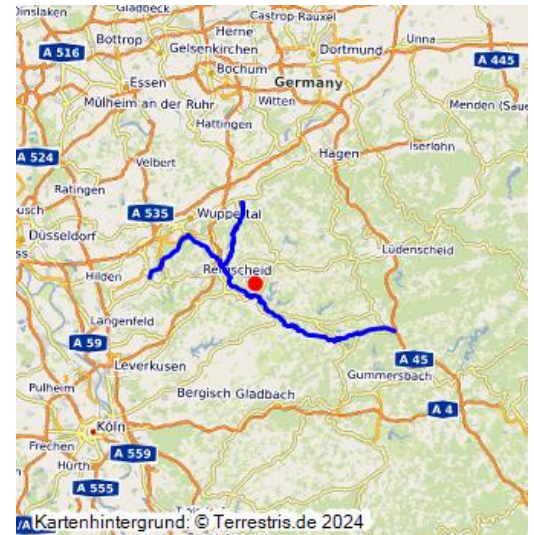 Dinslaken
Gladbeck
Castrop-Rauxel
Bottrop
Herne
A 516
Gelsenkirchen
Dortmund
Unna
A 445
Essen
Bochum
Germany
Mülheim an der Ruhr
Witten
Menden (Saue
Hattingen
A 524
Velbert
Hagen
Iserlohn
Ratingen
usch
A 535
Wuppertal
Düsseldorf
ss
Lüdenscheid
Hilden
Remscheid
Langenfeld
A 59
Leverkusen
A 45
Gummersbach
Pulheim
Bergisch Gladbach
A 4
Köln
Frechen
A 559
Hürth
A 555
Kartenhintergrund: © Terrestris.de 2024